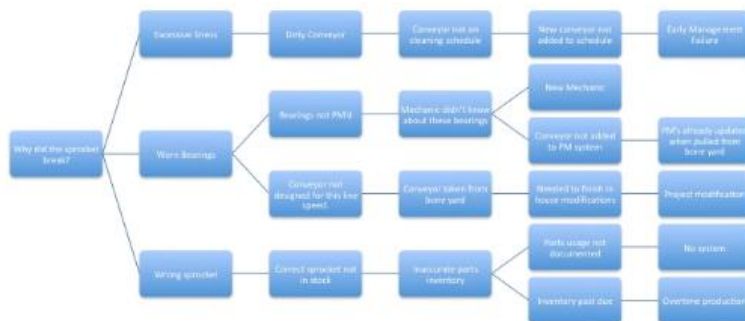 Excessive Stress
Dirty Conveyor
Conveyor not on
cleaning schedule
New conveyor not
added to schedule
Early Management
Failure
New Mechanic
Bearings not PM'd
Mechanic didn't know
about these bearings
Conveyor not added
to PM system
PM's already updated
when pulled from
bone yard
Why did the sprocket
break?
Worn Bearings
Conveyor not
designed for this line
speed.
Conveyor taken from
bone yard
Needed to finish in
house modifications
Project modification
Parts usage not
documented
No system
Wrong sprocket
Correct sprocket not
in stock
Inaccurate parts
inventory
Inventory past due
Overtime production